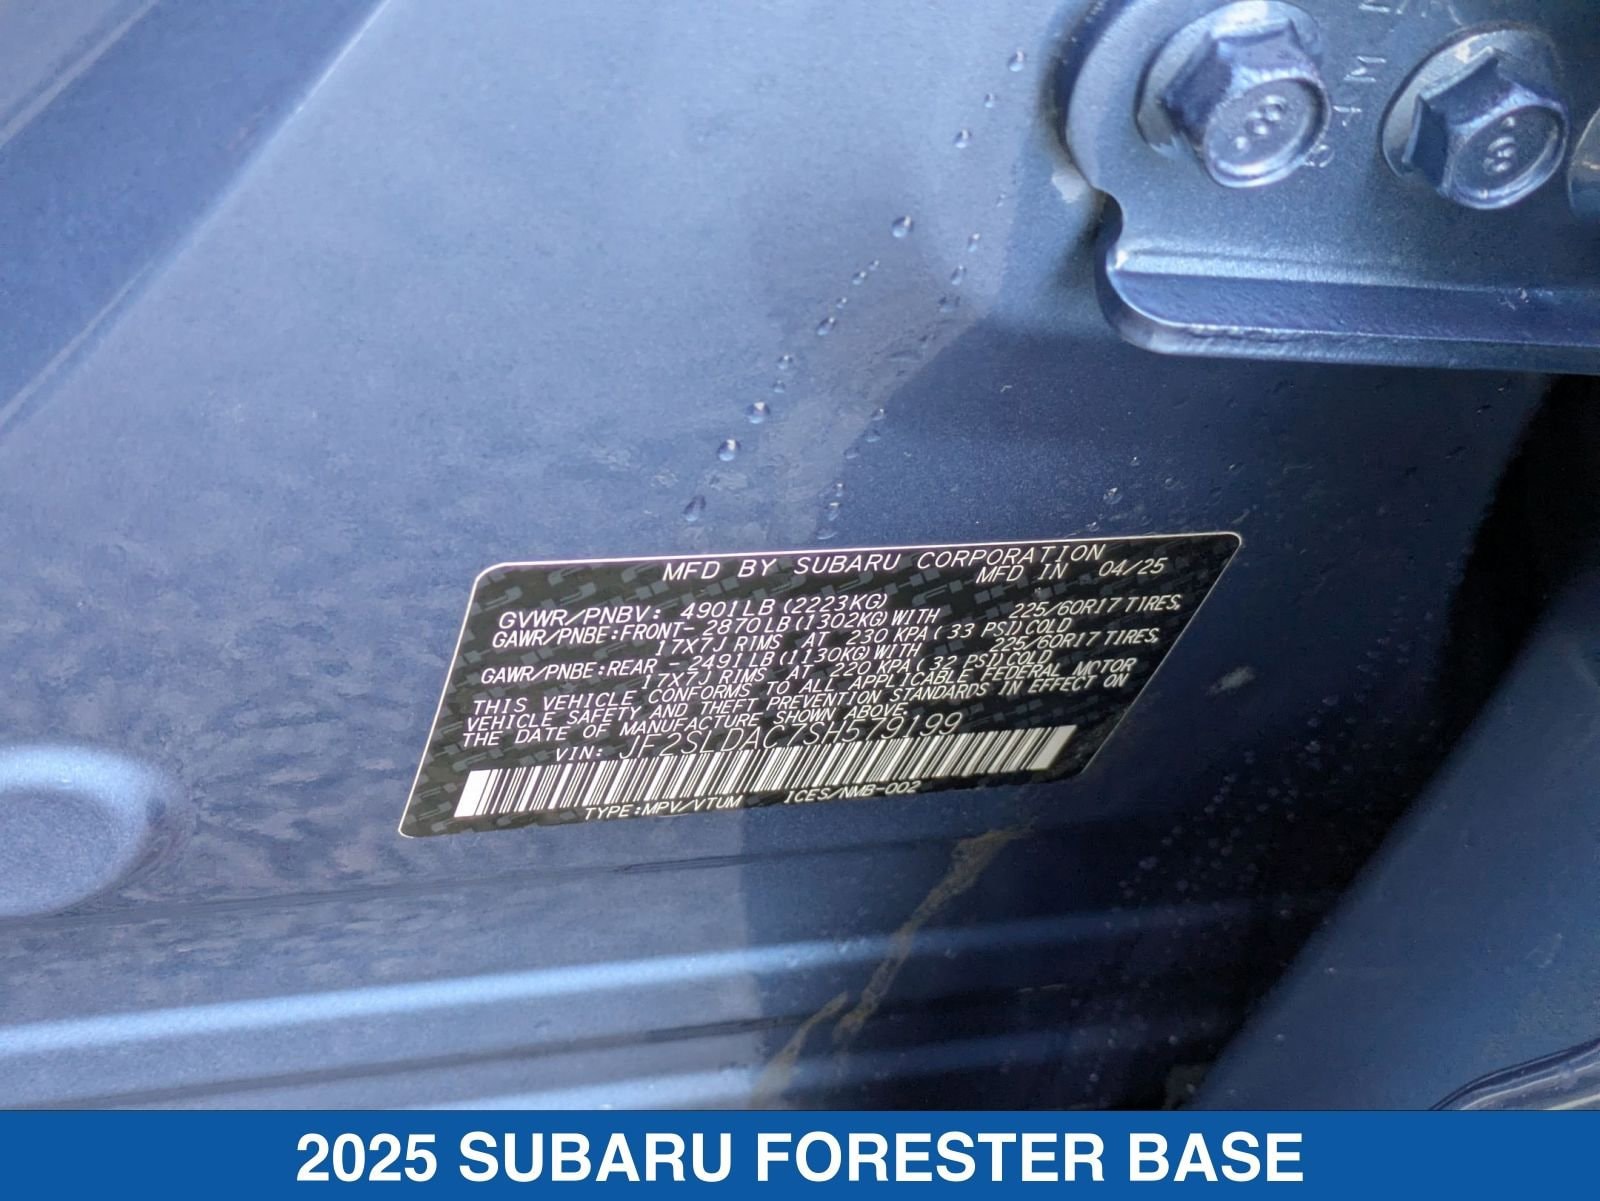 MFD BY SUBARU CORPORATION
MFD IN 04/25
GVWR/PNBV: 4901LB(2223KG)
GAWR/PNBE:FRONT- 2870LB(1302KG)WITH 225/60R17 TIRES,
17X7J RIMS AT 230 KPA( 33 PSI)COLD
GAWR/PNBE:REAR - 2491LB(1130KG)WITH 225/60R17 TIRES,
17X7J RIMS AT 220 KPA( 32 PSI)COLD
THIS VEHICLE CONFORMS TO ALL APPLICABLE FEDERAL MOTOR
VEHICLE SAFETY AND THEFT PREVENTION STANDARDS IN EFFECT ON
THE DATE OF MANUFACTURE SHOWN ABOVE.
VIN: JF2SLDAC7SH579199
TYPE:MPV/VTUM ICES/NMB-002
2025 SUBARU FORESTER BASE